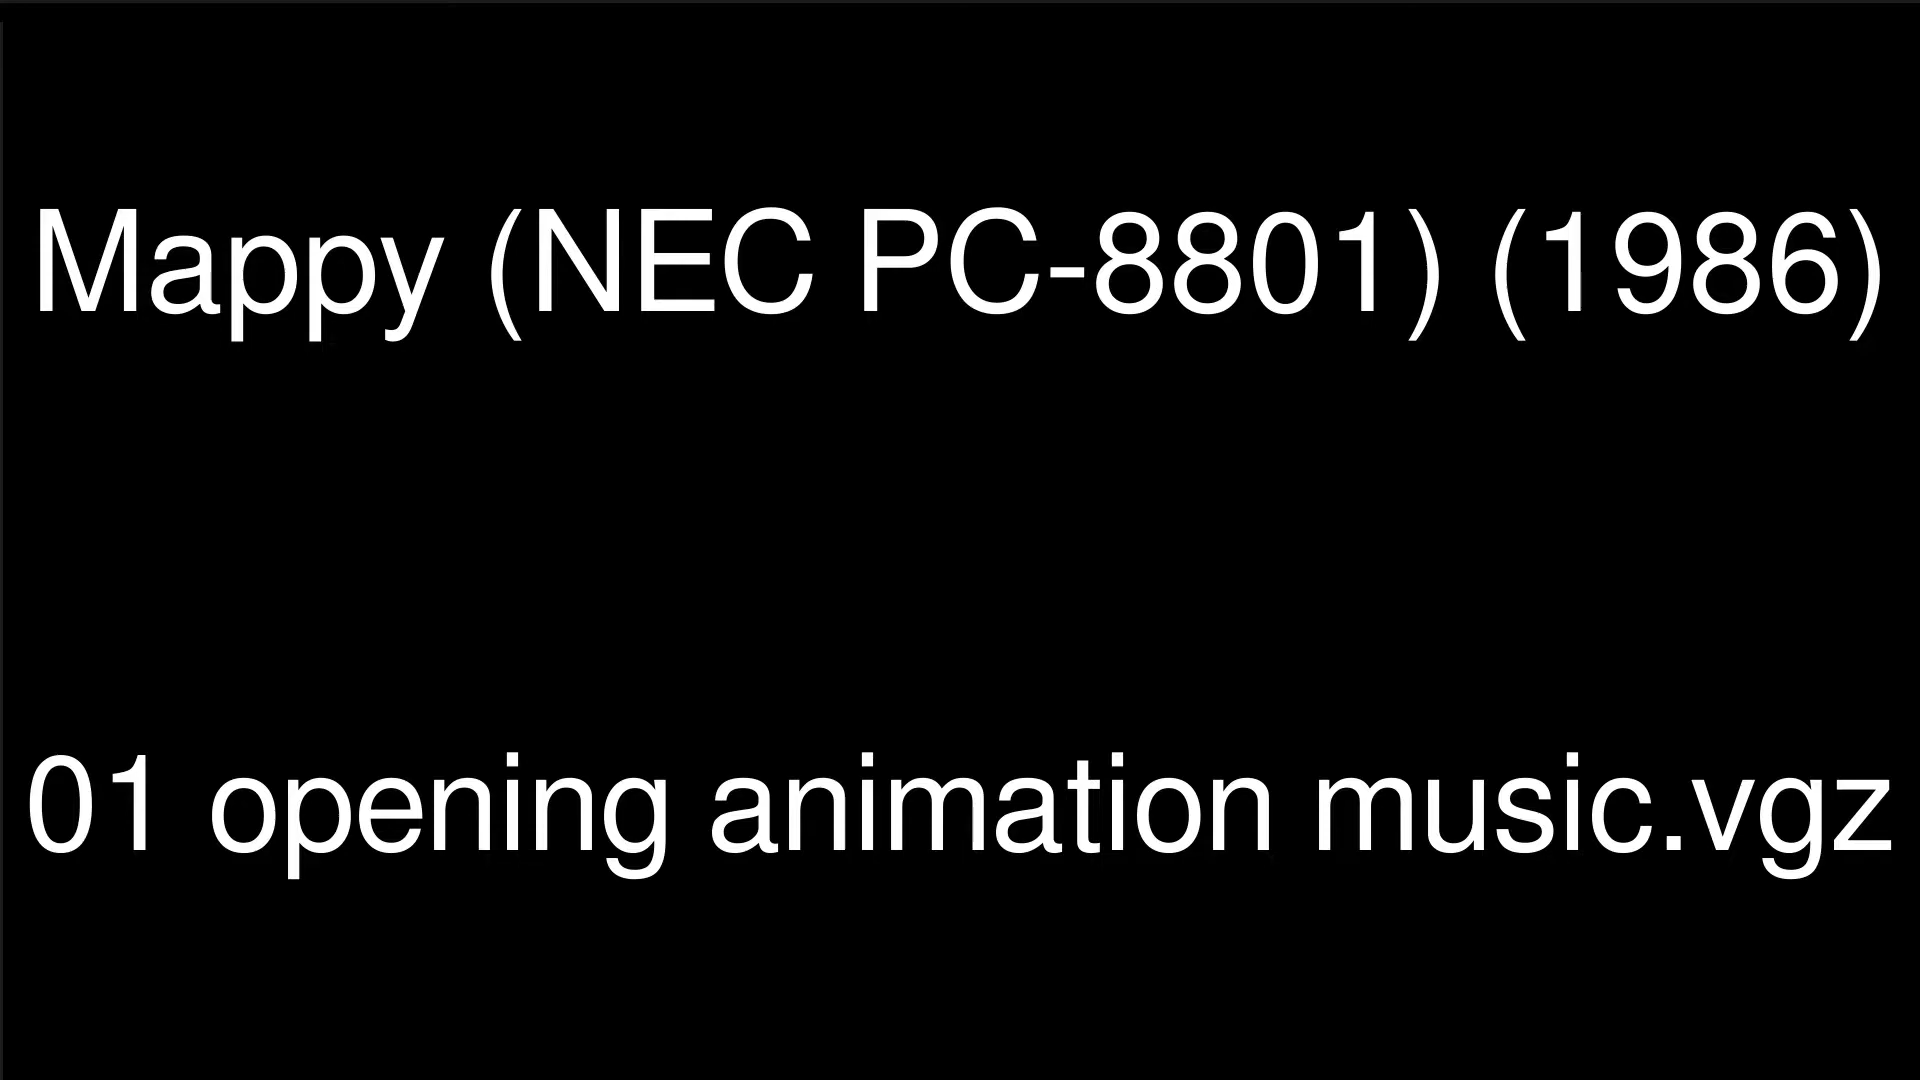 Mappy (NEC PC-8801) (1986)
01 opening animation music.vgz